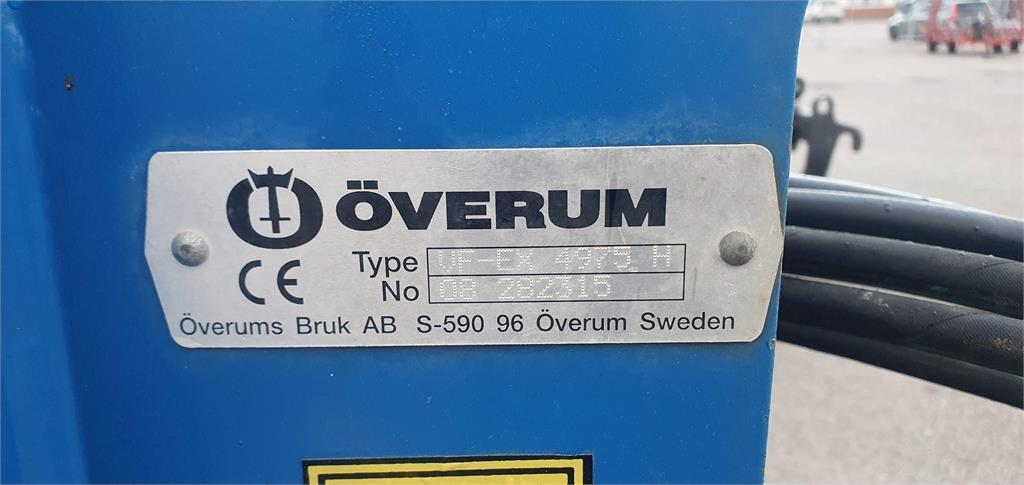 ÖVERUM
CE
Type VF-EX 4975 H
No 08 282315
Överums Bruk AB S-590 96 Överum Sweden